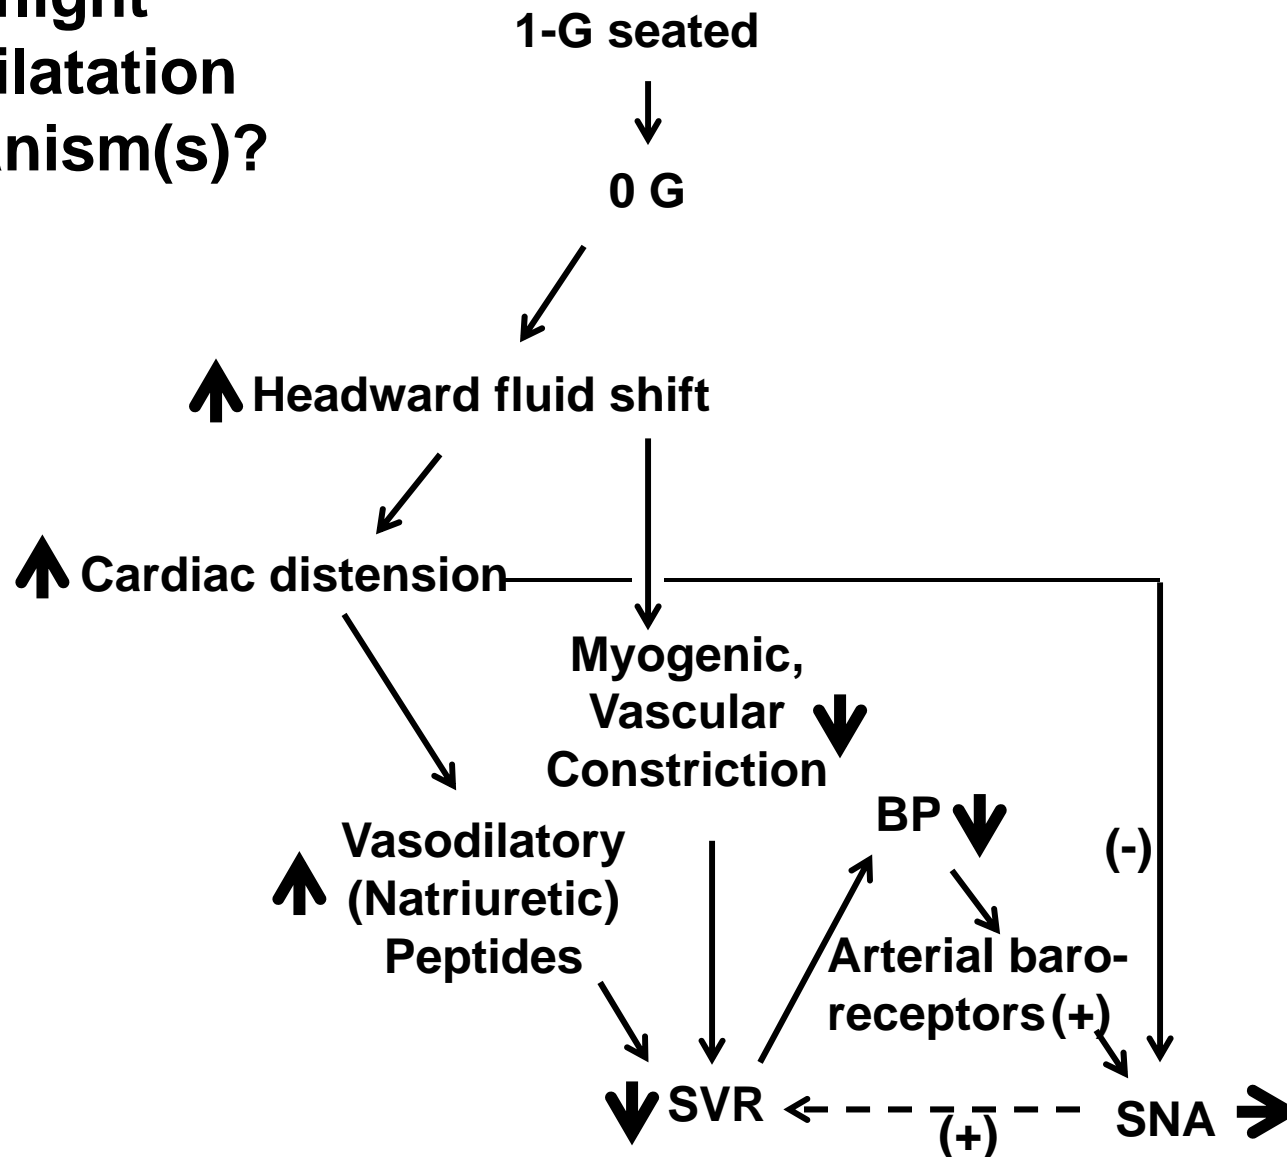 1-G seated
0 G
Headward fluid shift
Cardiac distension
Myogenic,
Vascular
Constriction
BP
(-)
Vasodilatory
(Natriuretic)
Peptides
Arterial baro-
receptors (+)
SVR
(+)
SNA